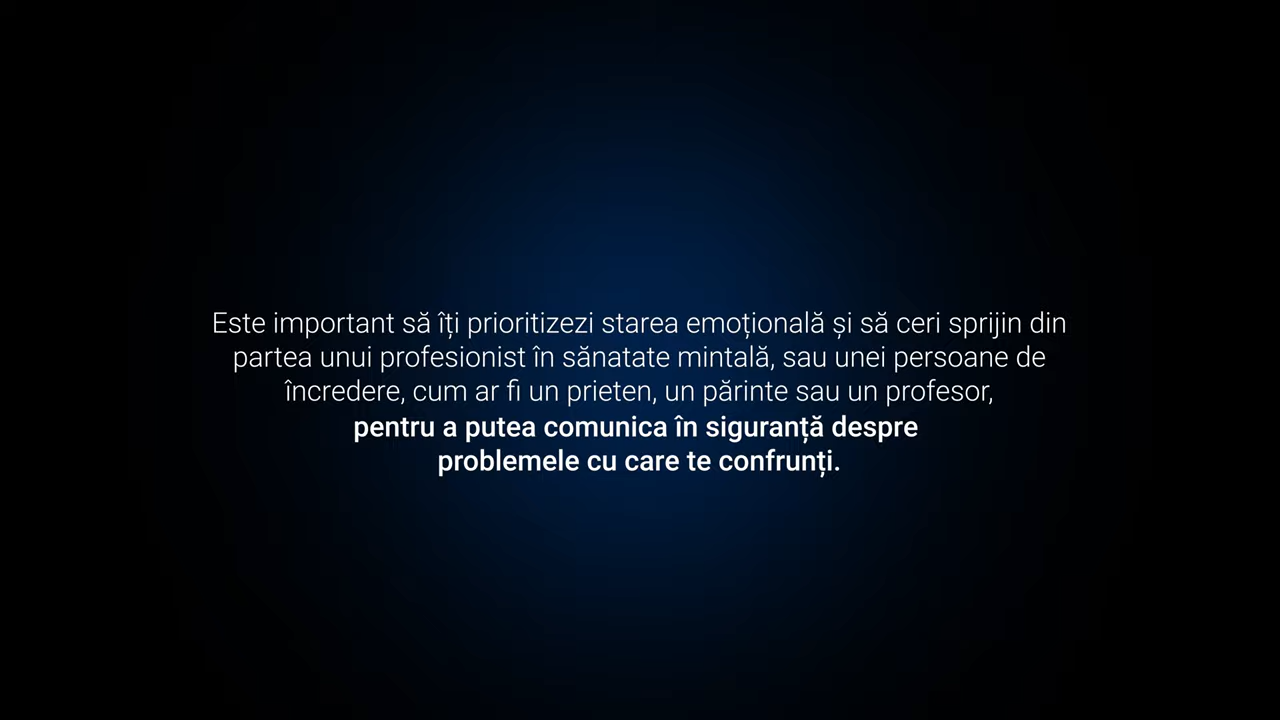 Este important să îți prioritizezi starea emoțională și să ceri sprijin din
partea unui profesionist în sănatate mintală, sau unei persoane de
încredere, cum ar fi un prieten, un părinte sau un profesor,
pentru a putea comunica în siguranță despre
problemele cu care te confrunți.